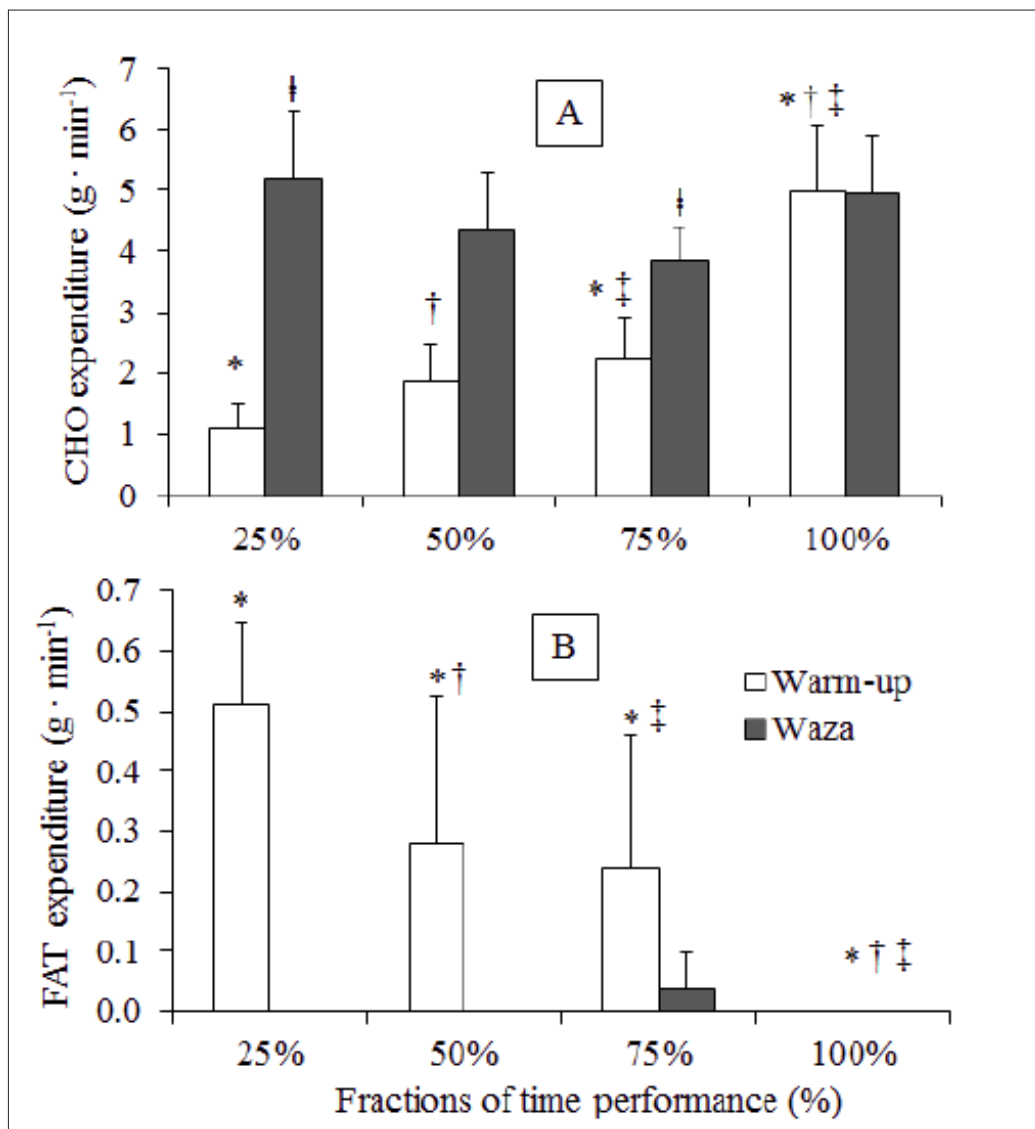 7
6
5
4
3
2
1
0
CHO expenditure (g · min⁻¹)
A
*
ǂ
†
* ‡
ǂ
* † ‡
25% 50% 75% 100%
0.7
0.6
0.5
0.4
0.3
0.2
0.1
0.0
FAT expenditure (g · min⁻¹)
B
*
* †
* ‡
* † ‡
Warm-up
Waza
25% 50% 75% 100%
Fractions of time performance (%)